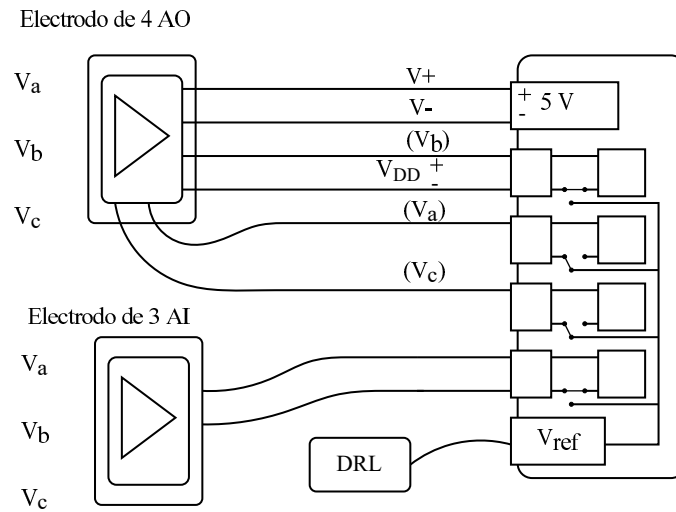 Electrodo de 4 AO
Va
Vb
Vc
V+
V-
(Vb)
VDD + -
(Va)
(Vc)
+ - 5 V
Electrodo de 3 AI
Va
Vb
Vc
DRL
Vref